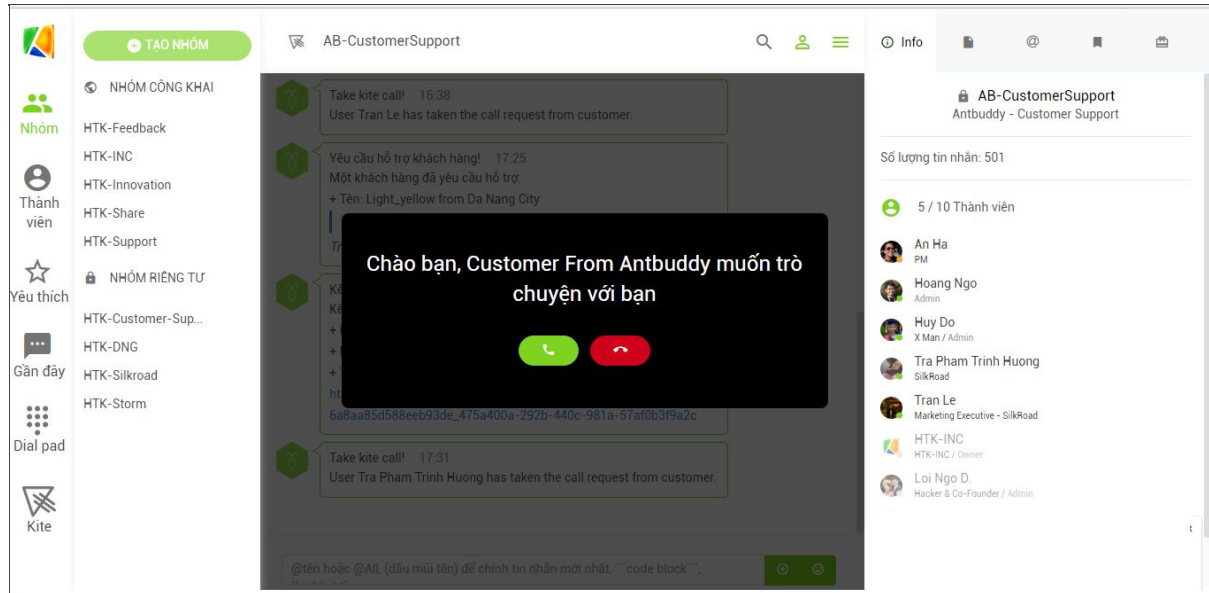 TẠO NHÓM
AB-CustomerSupport
Info
@
Nhóm
Thành
viên
Yêu thích
Gần đây
Dial pad
Kite
NHÓM CÔNG KHAI
HTK-Feedback
HTK-INC
HTK-Innovation
HTK-Share
HTK-Support
NHÓM RIÊNG TƯ
HTK-Customer-Sup...
HTK-DNG
HTK-Silkroad
HTK-Storm
Take kite call! 16:38
User Tran Le has taken the call request from customer.
Yêu cầu hỗ trợ khách hàng! 17:25
Một khách hàng đã yêu cầu hỗ trợ.
+ Tên: Light_yellow from Da Nang City
Chào bạn, Customer From Antbuddy muốn trò
chuyện với bạn
6a8aa85d588eeb93de_475a400a-292b-440c-981a-57af0b3f9a2c
Take kite call! 17:31
User Tra Pham Trinh Huong has taken the call request from customer.
@tên hoặc @All, (dấu mũi tên) để chỉnh tin nhắn mới nhất, ```code block```,
AB-CustomerSupport
Antbuddy - Customer Support
Số lượng tin nhắn: 501
5 / 10 Thành viên
An Ha
PM
Hoang Ngo
Admin
Huy Do
X Man / Admin
Tra Pham Trinh Huong
SilkRoad
Tran Le
Marketing Executive - SilkRoad
HTK-INC
HTK-INC / Owner
Loi Ngo D.
Hacker & Co-Founder / Admin